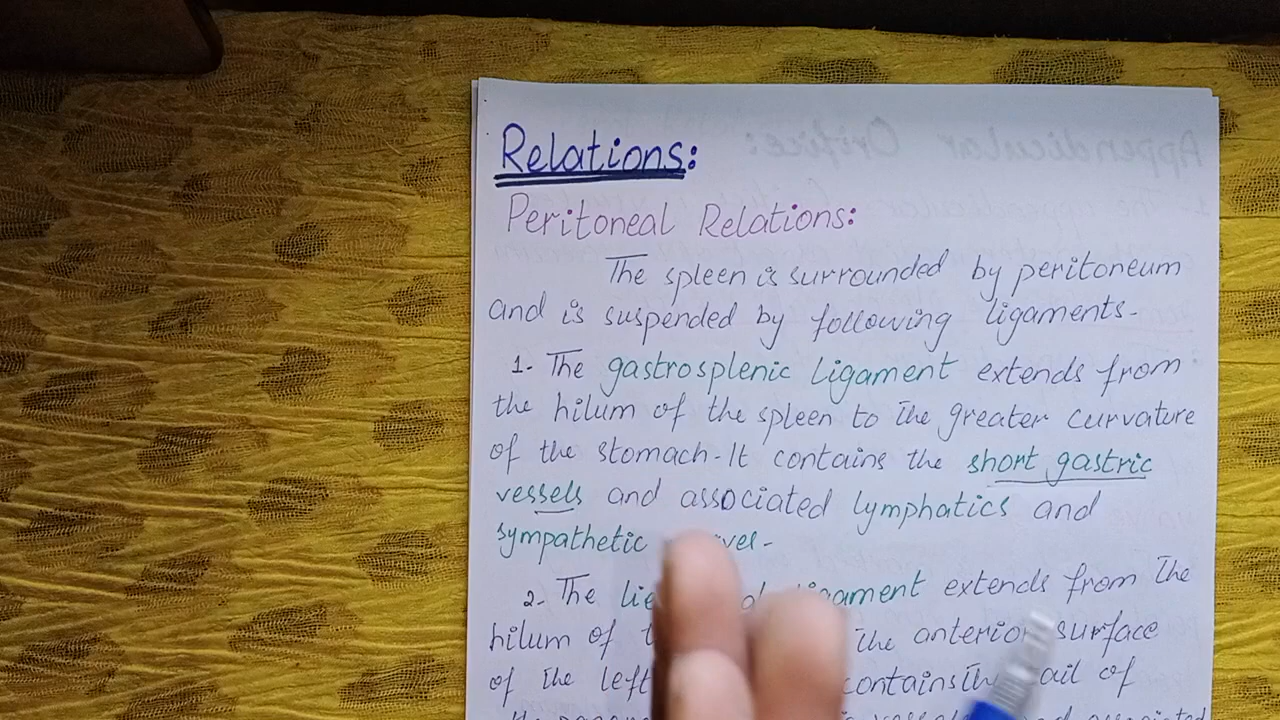 Relations:
Peritoneal Relations:
The spleen is surrounded by peritoneum
and is suspended by following ligaments-
1- The gastrosplenic Ligament extends from
the hilum of the spleen to the greater curvature
of the stomach- It contains the short gastric
vessels and associated lymphatics and
sympathetic
2- The ligament extends from the
hilum of the anterior surface
of the left contains tail of